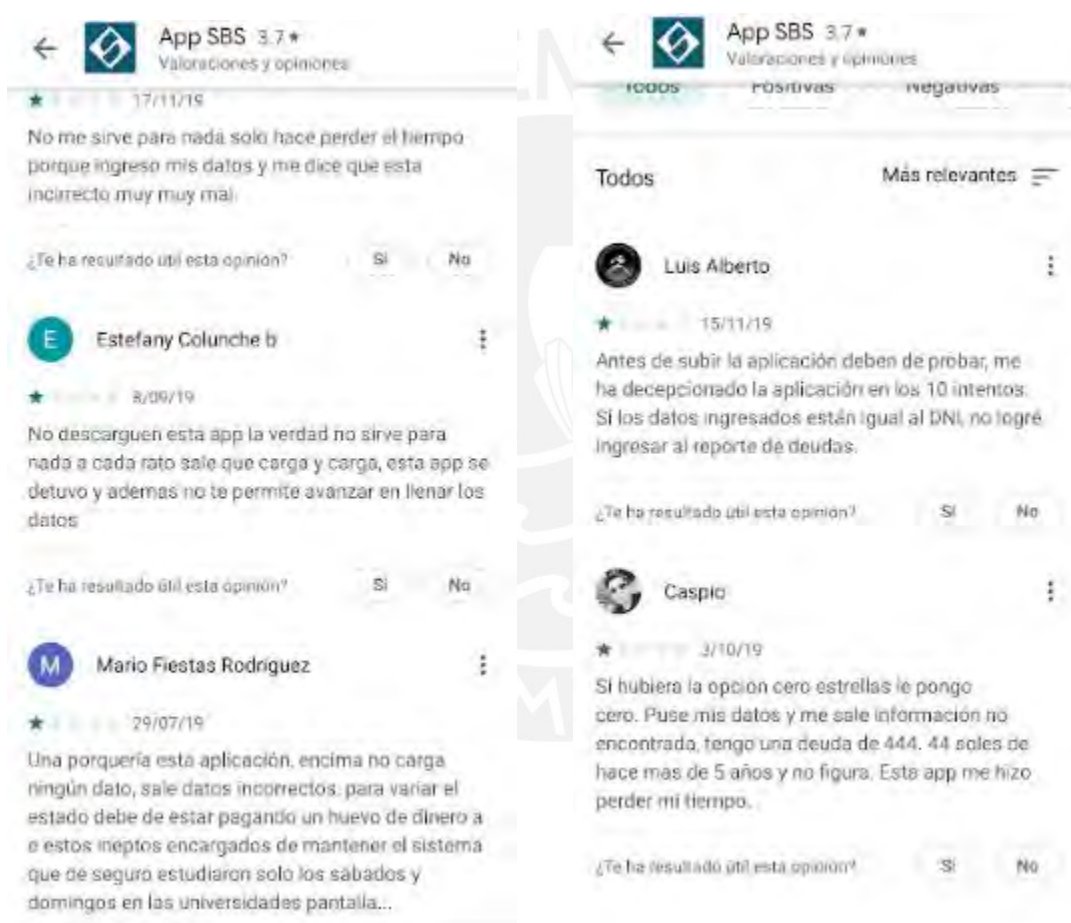 App SBS 3.7★
Valoraciones y opiniones
17/11/19
No me sirve para nada solo hace perder el tiempo
porque ingreso mis datos y me dice que esta
incirrecto muy muy mal
¿Te ha resultado útil esta opinión? Sí No
E
Estefany Colunche b
8/09/19
No descarguen esta app la verdad no sirve para
nada a cada rato sale que carga y carga, esta app se
detuvo y ademas no te permite avanzar en llenar los
datos
¿Te ha resultado útil esta opinión? Sí No
M
Mario Fiestas Rodriguez
29/07/19
Una porquería esta aplicación, encima no carga
ningún dato, sale datos incorrectos, para variar el
estado debe de estar pagando un huevo de dinero a
e estos ineptos encargados de mantener el sistema
que de seguro estudiaron solo los sábados y
domingos en las universidades pantalla...
App SBS 3.7★
Valoraciones y opiniones
Todos Positivas Negativas
Todos Más relevantes
Luis Alberto
15/11/19
Antes de subir la aplicación deben de probar, me
ha decepcionado la aplicación en los 10 intentos.
Si los datos ingresados están igual al DNI, no logré
ingresar al reporte de deudas.
¿Te ha resultado útil esta opinión? Sí No
Caspio
3/10/19
Si hubiera la opcion cero estrellas le pongo
cero. Puse mis datos y me sale información no
encontrada, tengo una deuda de 444. 44 soles de
hace mas de 5 años y no figura. Esta app me hizo
perder mi tiempo.
¿Te ha resultado útil esta opinión? Sí No